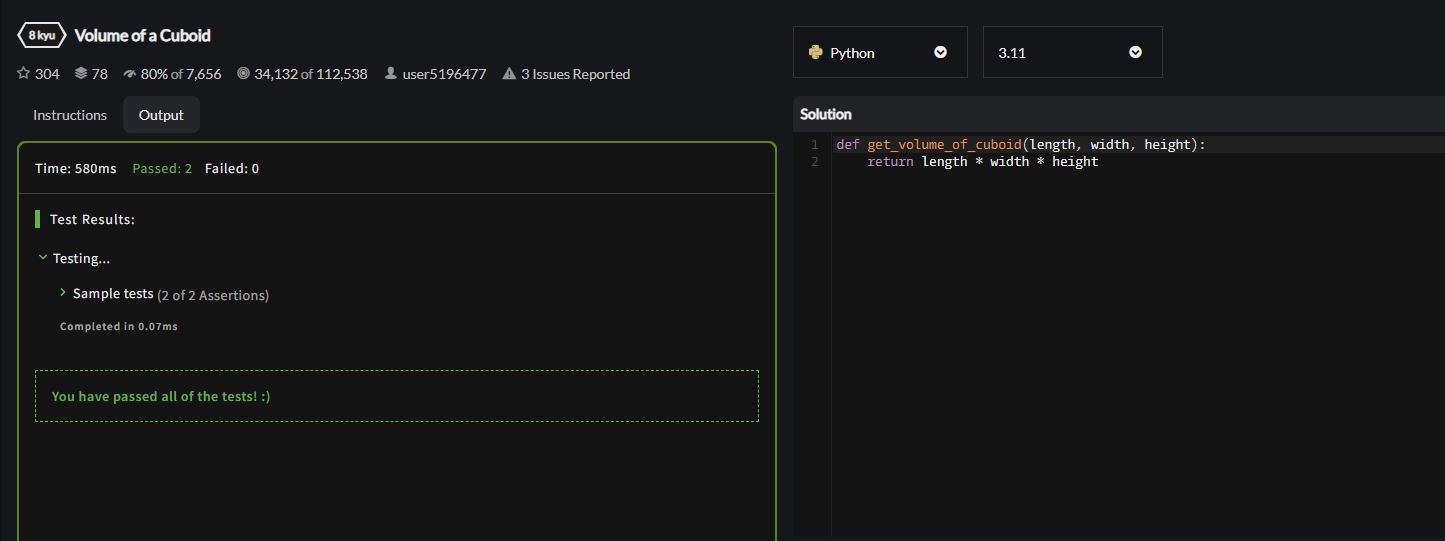 8 kyu Volume of a Cuboid
304 78 80% of 7,656 34,132 of 112,538 user5196477 3 Issues Reported
Instructions Output
Time: 580ms Passed: 2 Failed: 0
Test Results:
Testing...
Sample tests (2 of 2 Assertions)
Completed in 0.07ms
You have passed all of the tests! :)
Python 3.11
Solution
1 def get_volume_of_cuboid(length, width, height):
2     return length * width * height